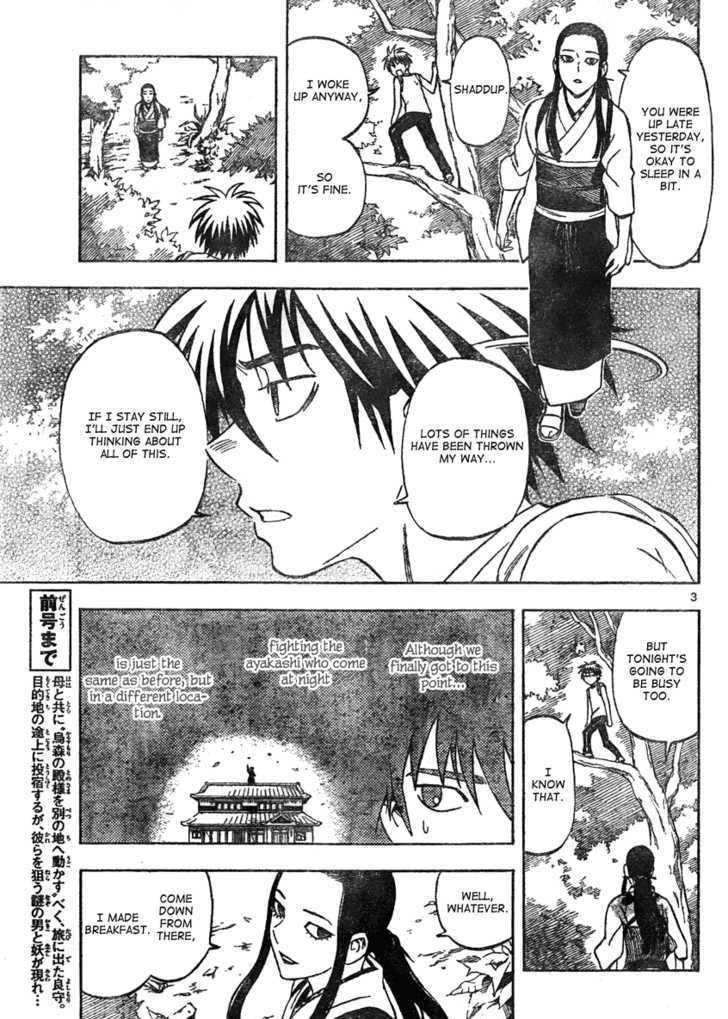 YOU WERE
UP LATE
YESTERDAY,
SO IT'S
OKAY TO
SLEEP IN
A BIT.
SHADDUP.
I WOKE
UP ANYWAY,
SO
IT'S FINE.
LOTS OF THINGS
HAVE BEEN THROWN
MY WAY...
IF I STAY STILL,
I'LL JUST END UP
THINKING ABOUT
ALL OF THIS.
3
BUT
TONIGHT'S
GOING TO
BE BUSY
TOO.
I
KNOW
THAT.
Although we
finally got to this
point...
fighting the
ayakashi who come
at night
is just the
same as before, but
in a different loca-
tion.
WELL,
WHATEVER.
COME
DOWN
FROM
THERE,
I MADE
BREAKFAST.
前号まで
ぜんごう
母と共に、烏森の殿様を別の地へ動かすべく、旅に出た良守。
目的地の途上に投宿するが、彼らを狙う謎の男と妖が現れ…